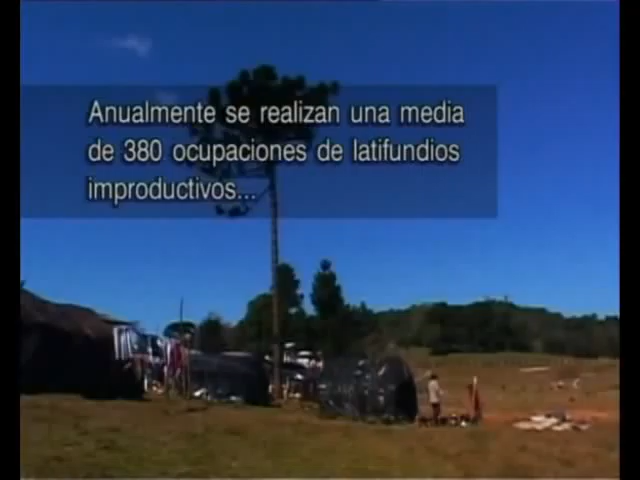 Anualmente se realizan una media
de 380 ocupaciones de latifundios
improductivos...